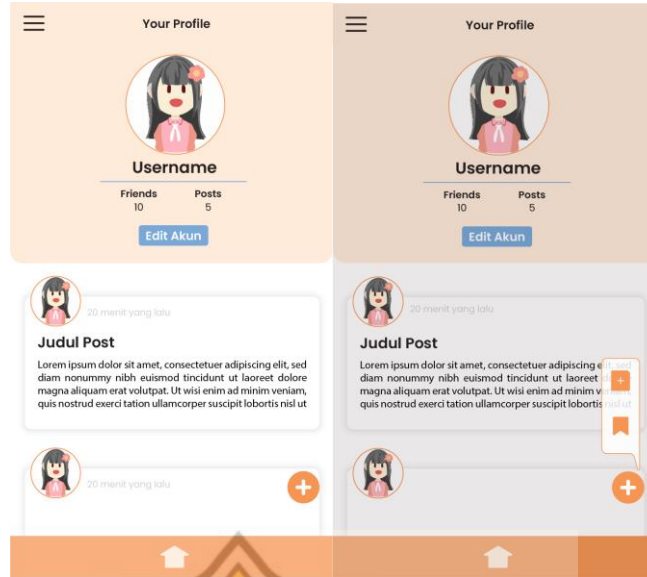 Your Profile
Username
Friends Posts
10 5
Edit Akun
20 menit yang lalu
Judul Post
Lorem ipsum dolor sit amet, consectetuer adipiscing elit, sed
diam nonummy nibh euismod tincidunt ut laoreet dolore
magna aliquam erat volutpat. Ut wisi enim ad minim veniam,
quis nostrud exerci tation ullamcorper suscipit lobortis nisl ut
20 menit yang lalu
Your Profile
Username
Friends Posts
10 5
Edit Akun
20 menit yang lalu
Judul Post
Lorem ipsum dolor sit amet, consectetuer adipiscing elit, sed
diam nonummy nibh euismod tincidunt ut laoreet
magna aliquam erat volutpat. Ut wisi enim ad minim
quis nostrud exerci tation ullamcorper suscipit lobortis nisl ut